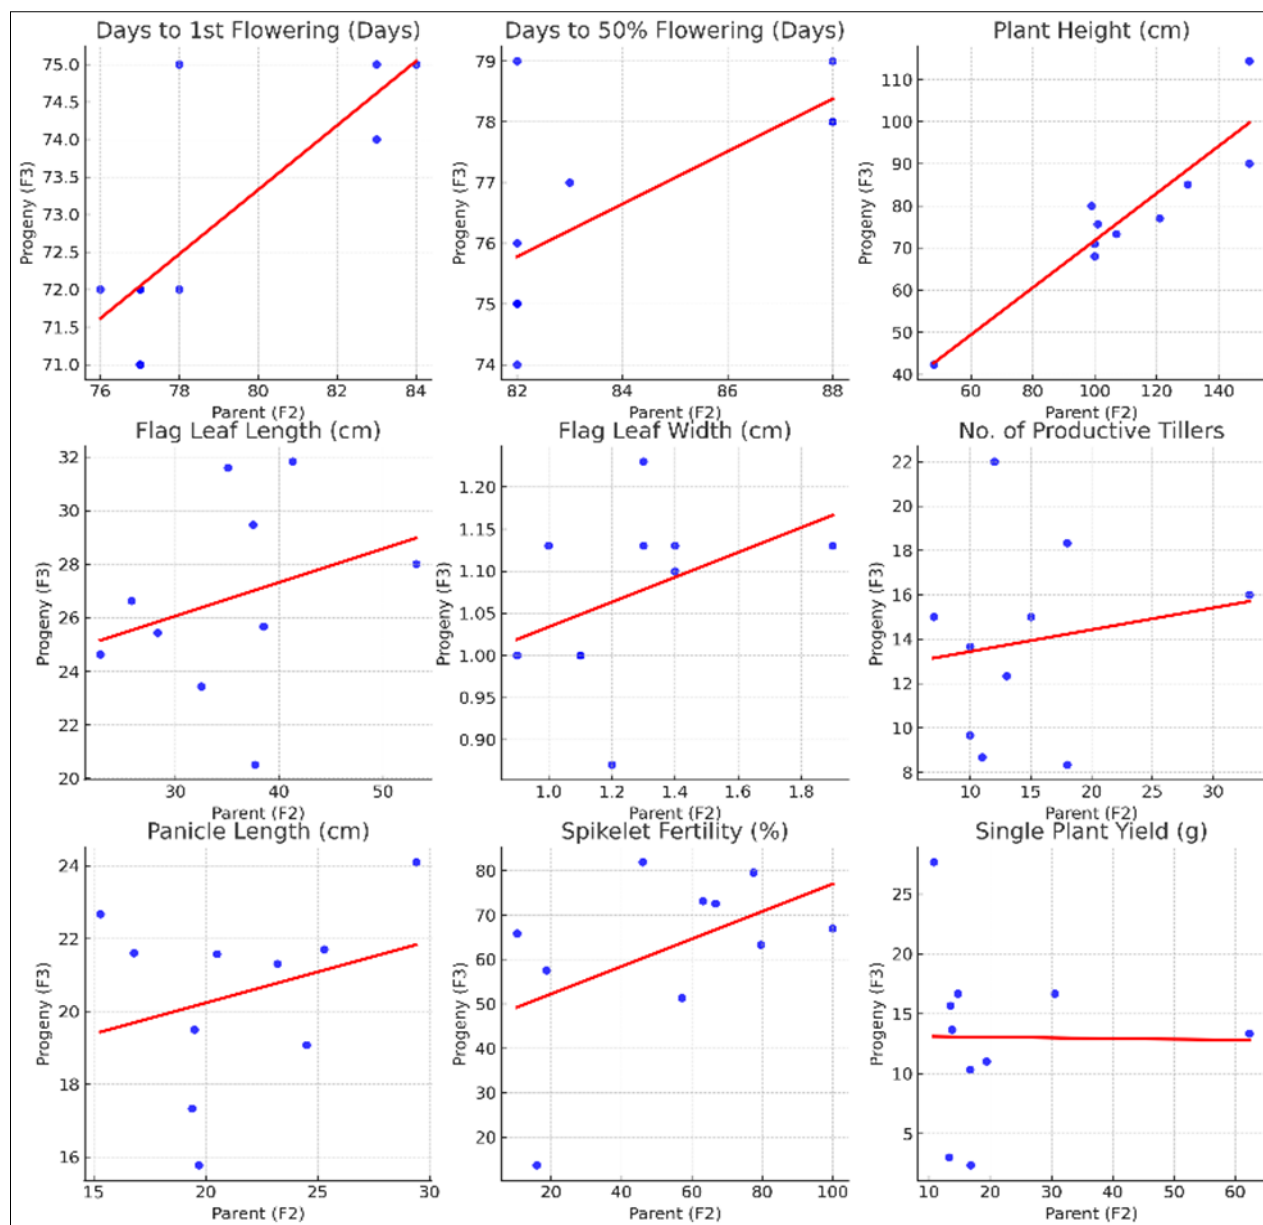 Days to 1st Flowering (Days)
Progeny (F3)
75.0
74.5
74.0
73.5
73.0
72.5
72.0
71.5
71.0
76 78 80 82 84
Parent (F2)
Days to 50% Flowering (Days)
Progeny (F3)
79
78
77
76
75
74
82 84 86 88
Parent (F2)
Plant Height (cm)
Progeny (F3)
110
100
90
80
70
60
50
40
60 80 100 120 140
Parent (F2)
Flag Leaf Length (cm)
Progeny (F3)
32
30
28
26
24
22
20
30 40 50
Parent (F2)
Flag Leaf Width (cm)
Progeny (F3)
1.20
1.15
1.10
1.05
1.00
0.95
0.90
1.0 1.2 1.4 1.6 1.8
Parent (F2)
No. of Productive Tillers
Progeny (F3)
22
20
18
16
14
12
10
8
10 15 20 25 30
Parent (F2)
Panicle Length (cm)
Progeny (F3)
24
22
20
18
16
15 20 25 30
Parent (F2)
Spikelet Fertility (%)
Progeny (F3)
80
70
60
50
40
30
20
20 40 60 80 100
Parent (F2)
Single Plant Yield (g)
Progeny (F3)
25
20
15
10
5
10 20 30 40 50 60
Parent (F2)